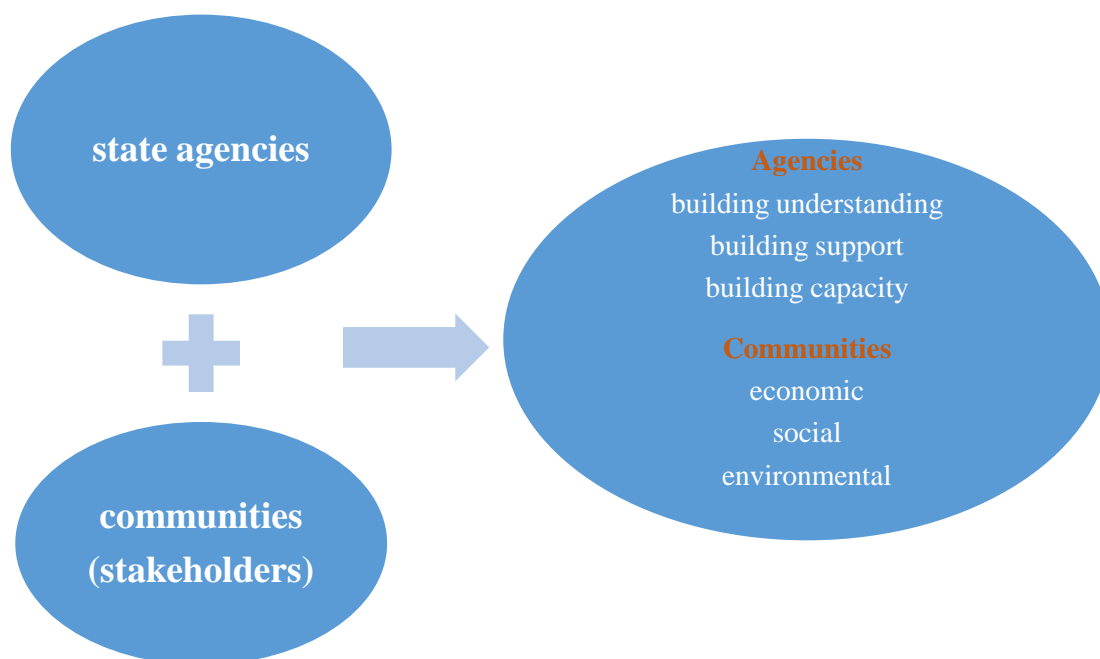 state agencies
communities
(stakeholders)
Agencies
building understanding
building support
building capacity
Communities
economic
social
environmental